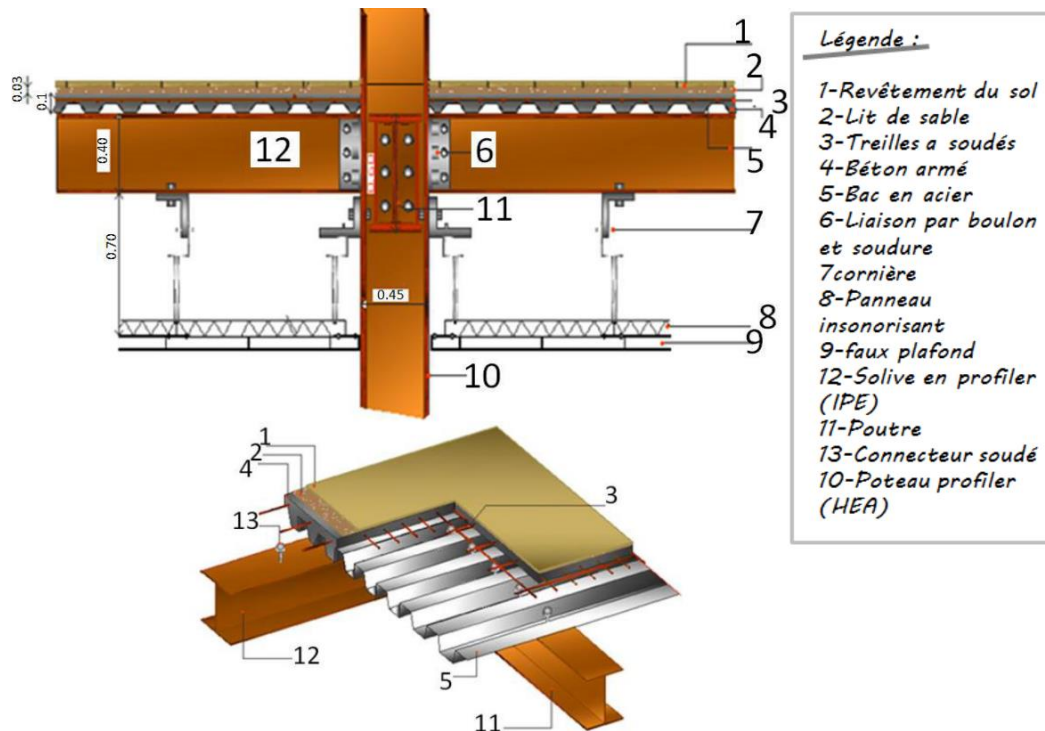 1
2
3
4
5
0.03
0.1
0.40
12
6
11
7
0.70
0.45
8
9
10
1
2
4
3
13
12
5
11
Légende :
1-Revêtement du sol
2-Lit de sable
3-Treilles a soudés
4-Béton armé
5-Bac en acier
6-Liaison par boulon
et soudure
7cornière
8-Panneau
insonorisant
9-faux plafond
12-Solive en profiler
(IPE)
11-Poutre
13-Connecteur soudé
10-Poteau profiler
(HEA)